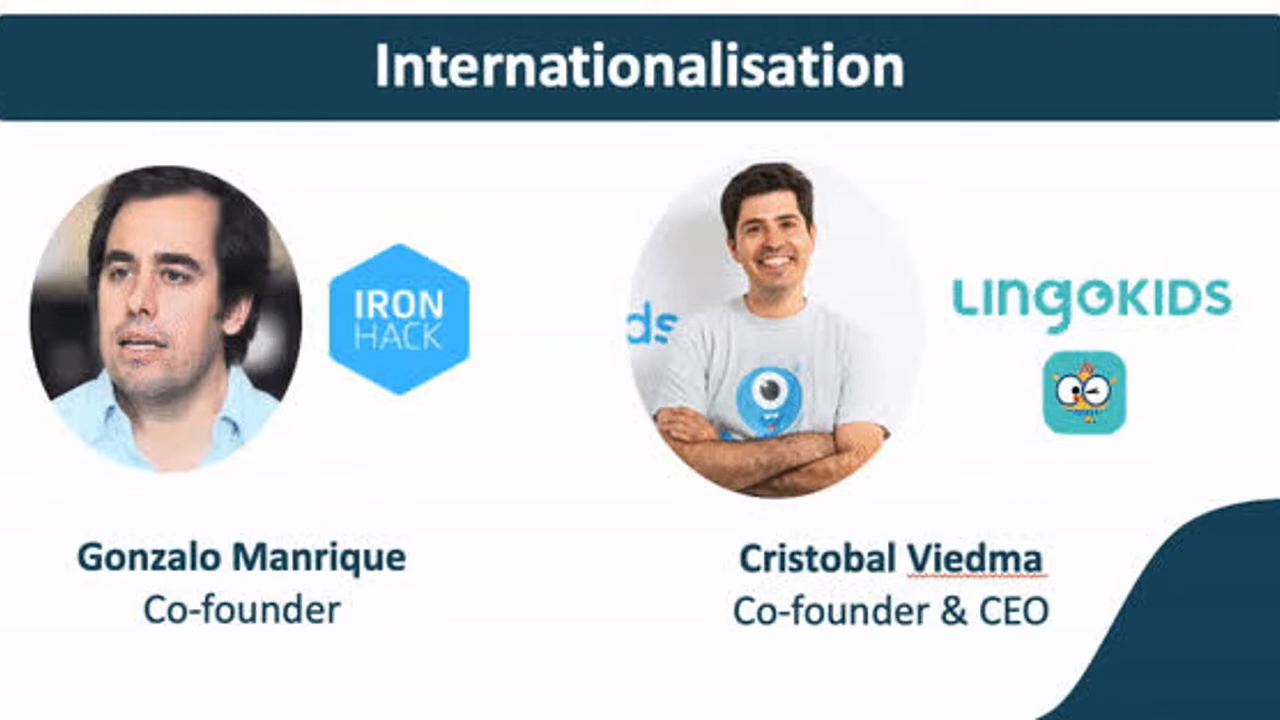 Internationalisation
IRON
HACK
ds
LINGOKIDS
Gonzalo Manrique
Co-founder
Cristobal Viedma
Co-founder & CEO